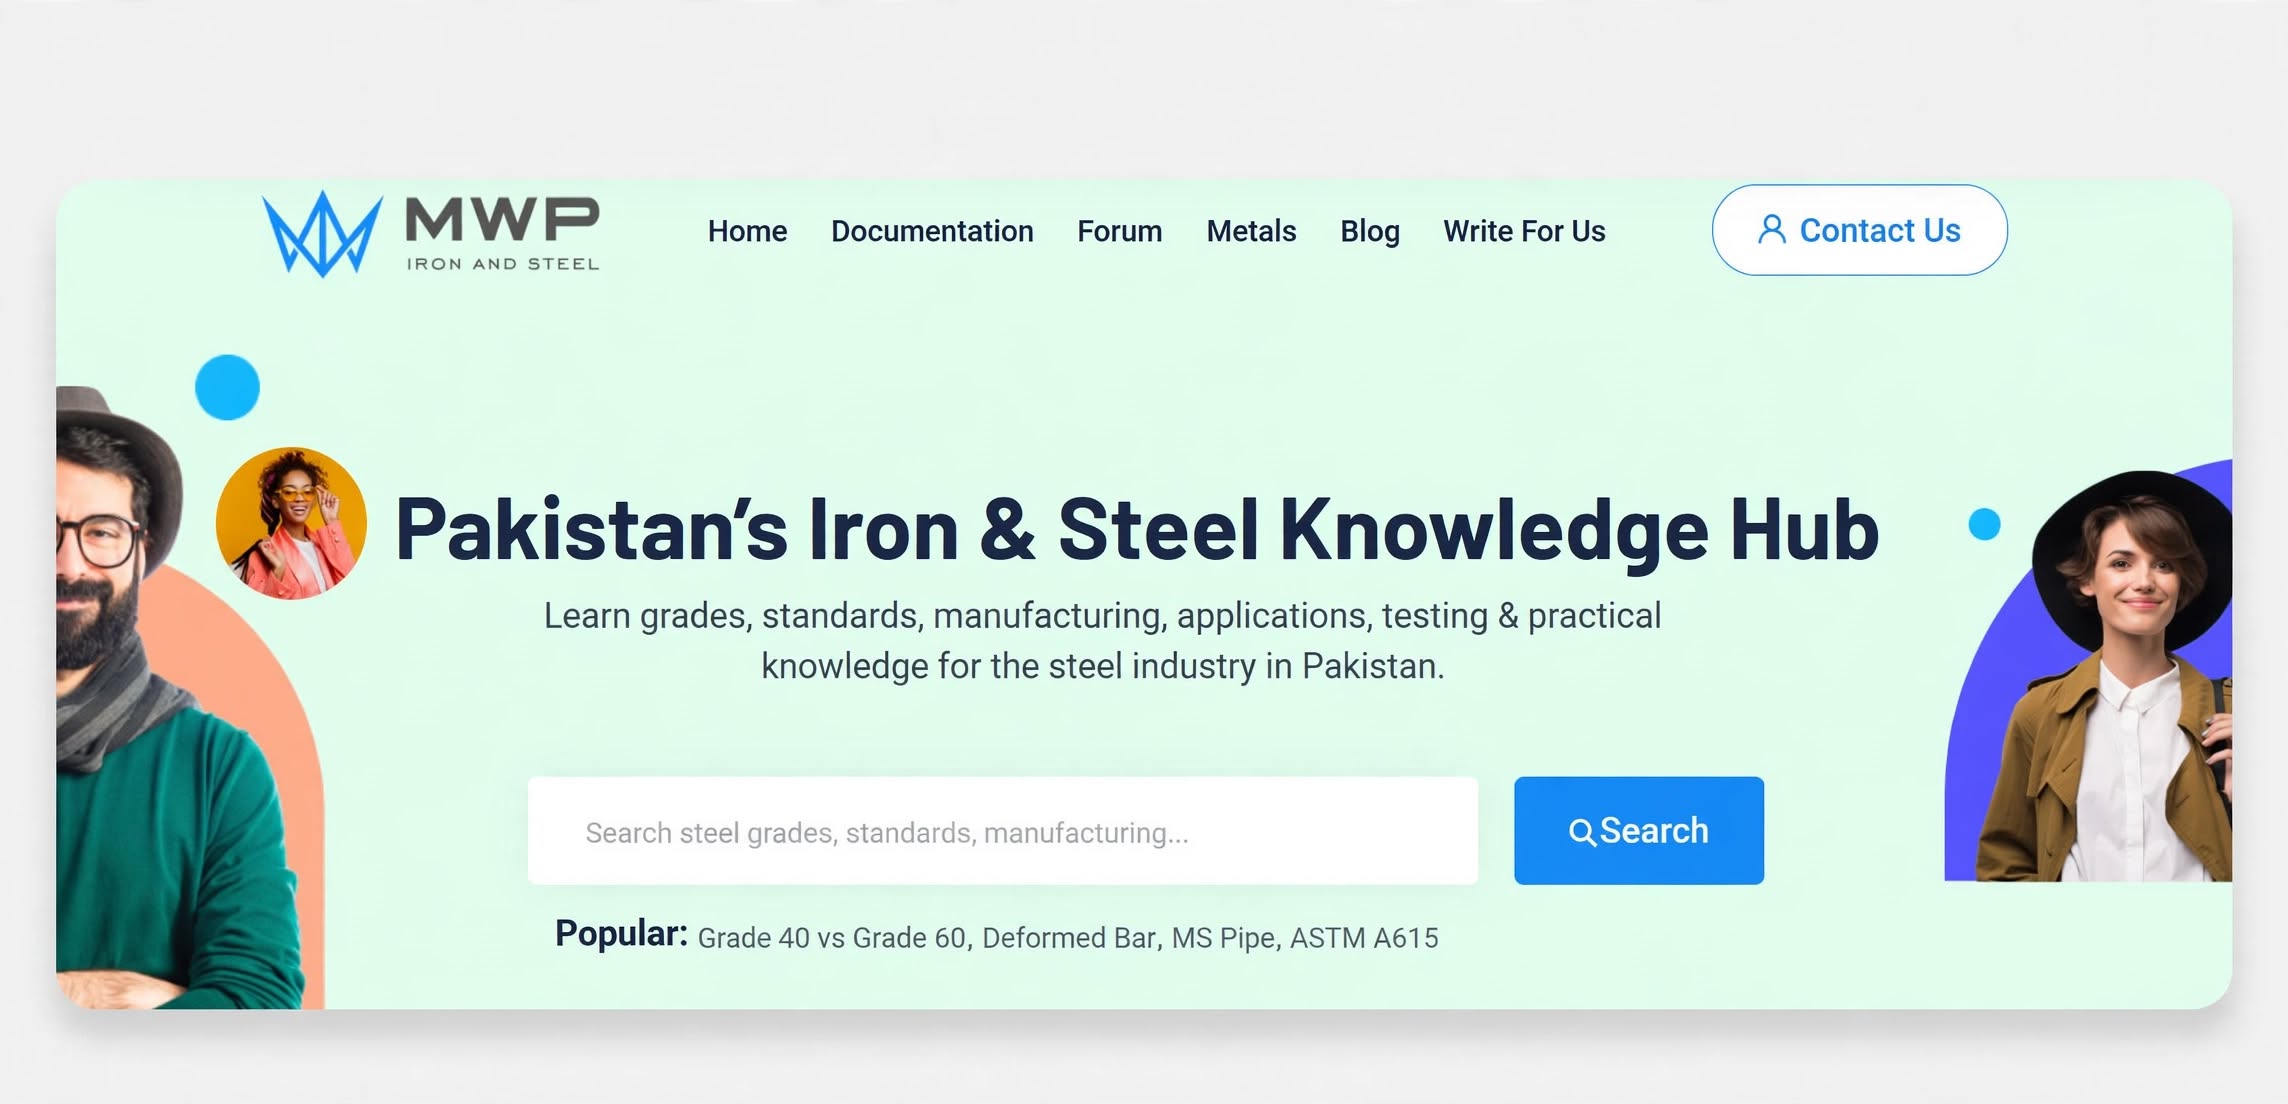 MWP
IRON AND STEEL
Home Documentation Forum Metals Blog Write For Us
Contact Us
Pakistan’s Iron & Steel Knowledge Hub
Learn grades, standards, manufacturing, applications, testing & practical
knowledge for the steel industry in Pakistan.
Search steel grades, standards, manufacturing...
Search
Popular: Grade 40 vs Grade 60, Deformed Bar, MS Pipe, ASTM A615